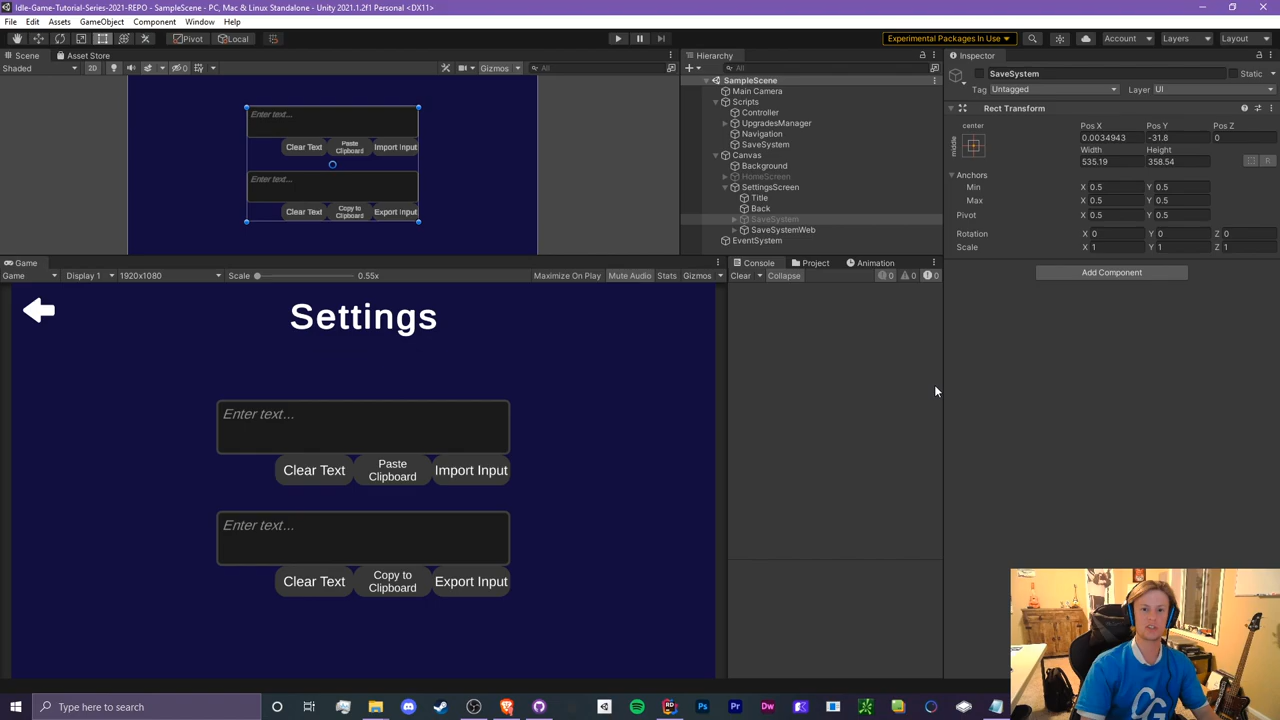 Idle-Game-Tutorial-Series-2021-REPO - SampleScene - PC, Mac & Linux Standalone - Unity 2021.1.2f1 Personal <DX11>
File Edit Assets GameObject Component Window Help
Pivot Local Experimental Packages In Use Account Layers Layout
Scene Asset Store
Shaded 2D 0 Gizmos All
Enter text...
Clear Text Paste Clipboard Import Input
Enter text...
Clear Text Copy to Clipboard Export Input
Hierarchy
All
SampleScene
Main Camera
Scripts
Controller
UpgradesManager
Navigation
SaveSystem
Canvas
Background
HomeScreen
SettingsScreen
Title
Back
SaveSystem
SaveSystemWeb
EventSystem
Inspector
SaveSystem Static
Tag Untagged Layer UI
Rect Transform
center
middle
Pos X Pos Y Pos Z
0.0034943 -31.8 0
Width Height
535.19 358.54 R
Anchors
Min X 0.5 Y 0.5
Max X 0.5 Y 0.5
Pivot X 0.5 Y 0.5
Rotation X 0 Y 0 Z 0
Scale X 1 Y 1 Z 1
Add Component
Game
Game Display 1 1920x1080 Scale 0.55x Maximize On Play Mute Audio Stats Gizmos
Console Project Animation
Clear Collapse 0 0 0
Settings
Enter text...
Clear Text Paste
Clipboard Import Input
Enter text...
Clear Text Copy to
Clipboard Export Input
Type here to search